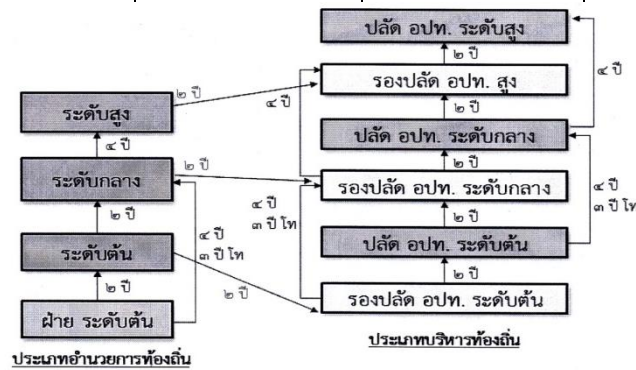 ปลัด อปท. ระดับสูง
๒ ปี
๔ ปี
รองปลัด อปท. สูง
๒ ปี
๔ ปี
๒ ปี
ระดับสูง
ปลัด อปท. ระดับกลาง
๔ ปี
๒ ปี
๒ ปี
ระดับกลาง
รองปลัด อปท. ระดับกลาง
๔ ปี
๓ ปี โท
๔ ปี
๓ ปี โท
๒ ปี
๒ ปี
ระดับต้น
ปลัด อปท. ระดับต้น
๔ ปี
๓ ปี โท
๒ ปี
๒ ปี
๒ ปี
ฝ่าย ระดับต้น
รองปลัด อปท. ระดับต้น
ประเภทอำนวยการท้องถิ่น
ประเภทบริหารท้องถิ่น